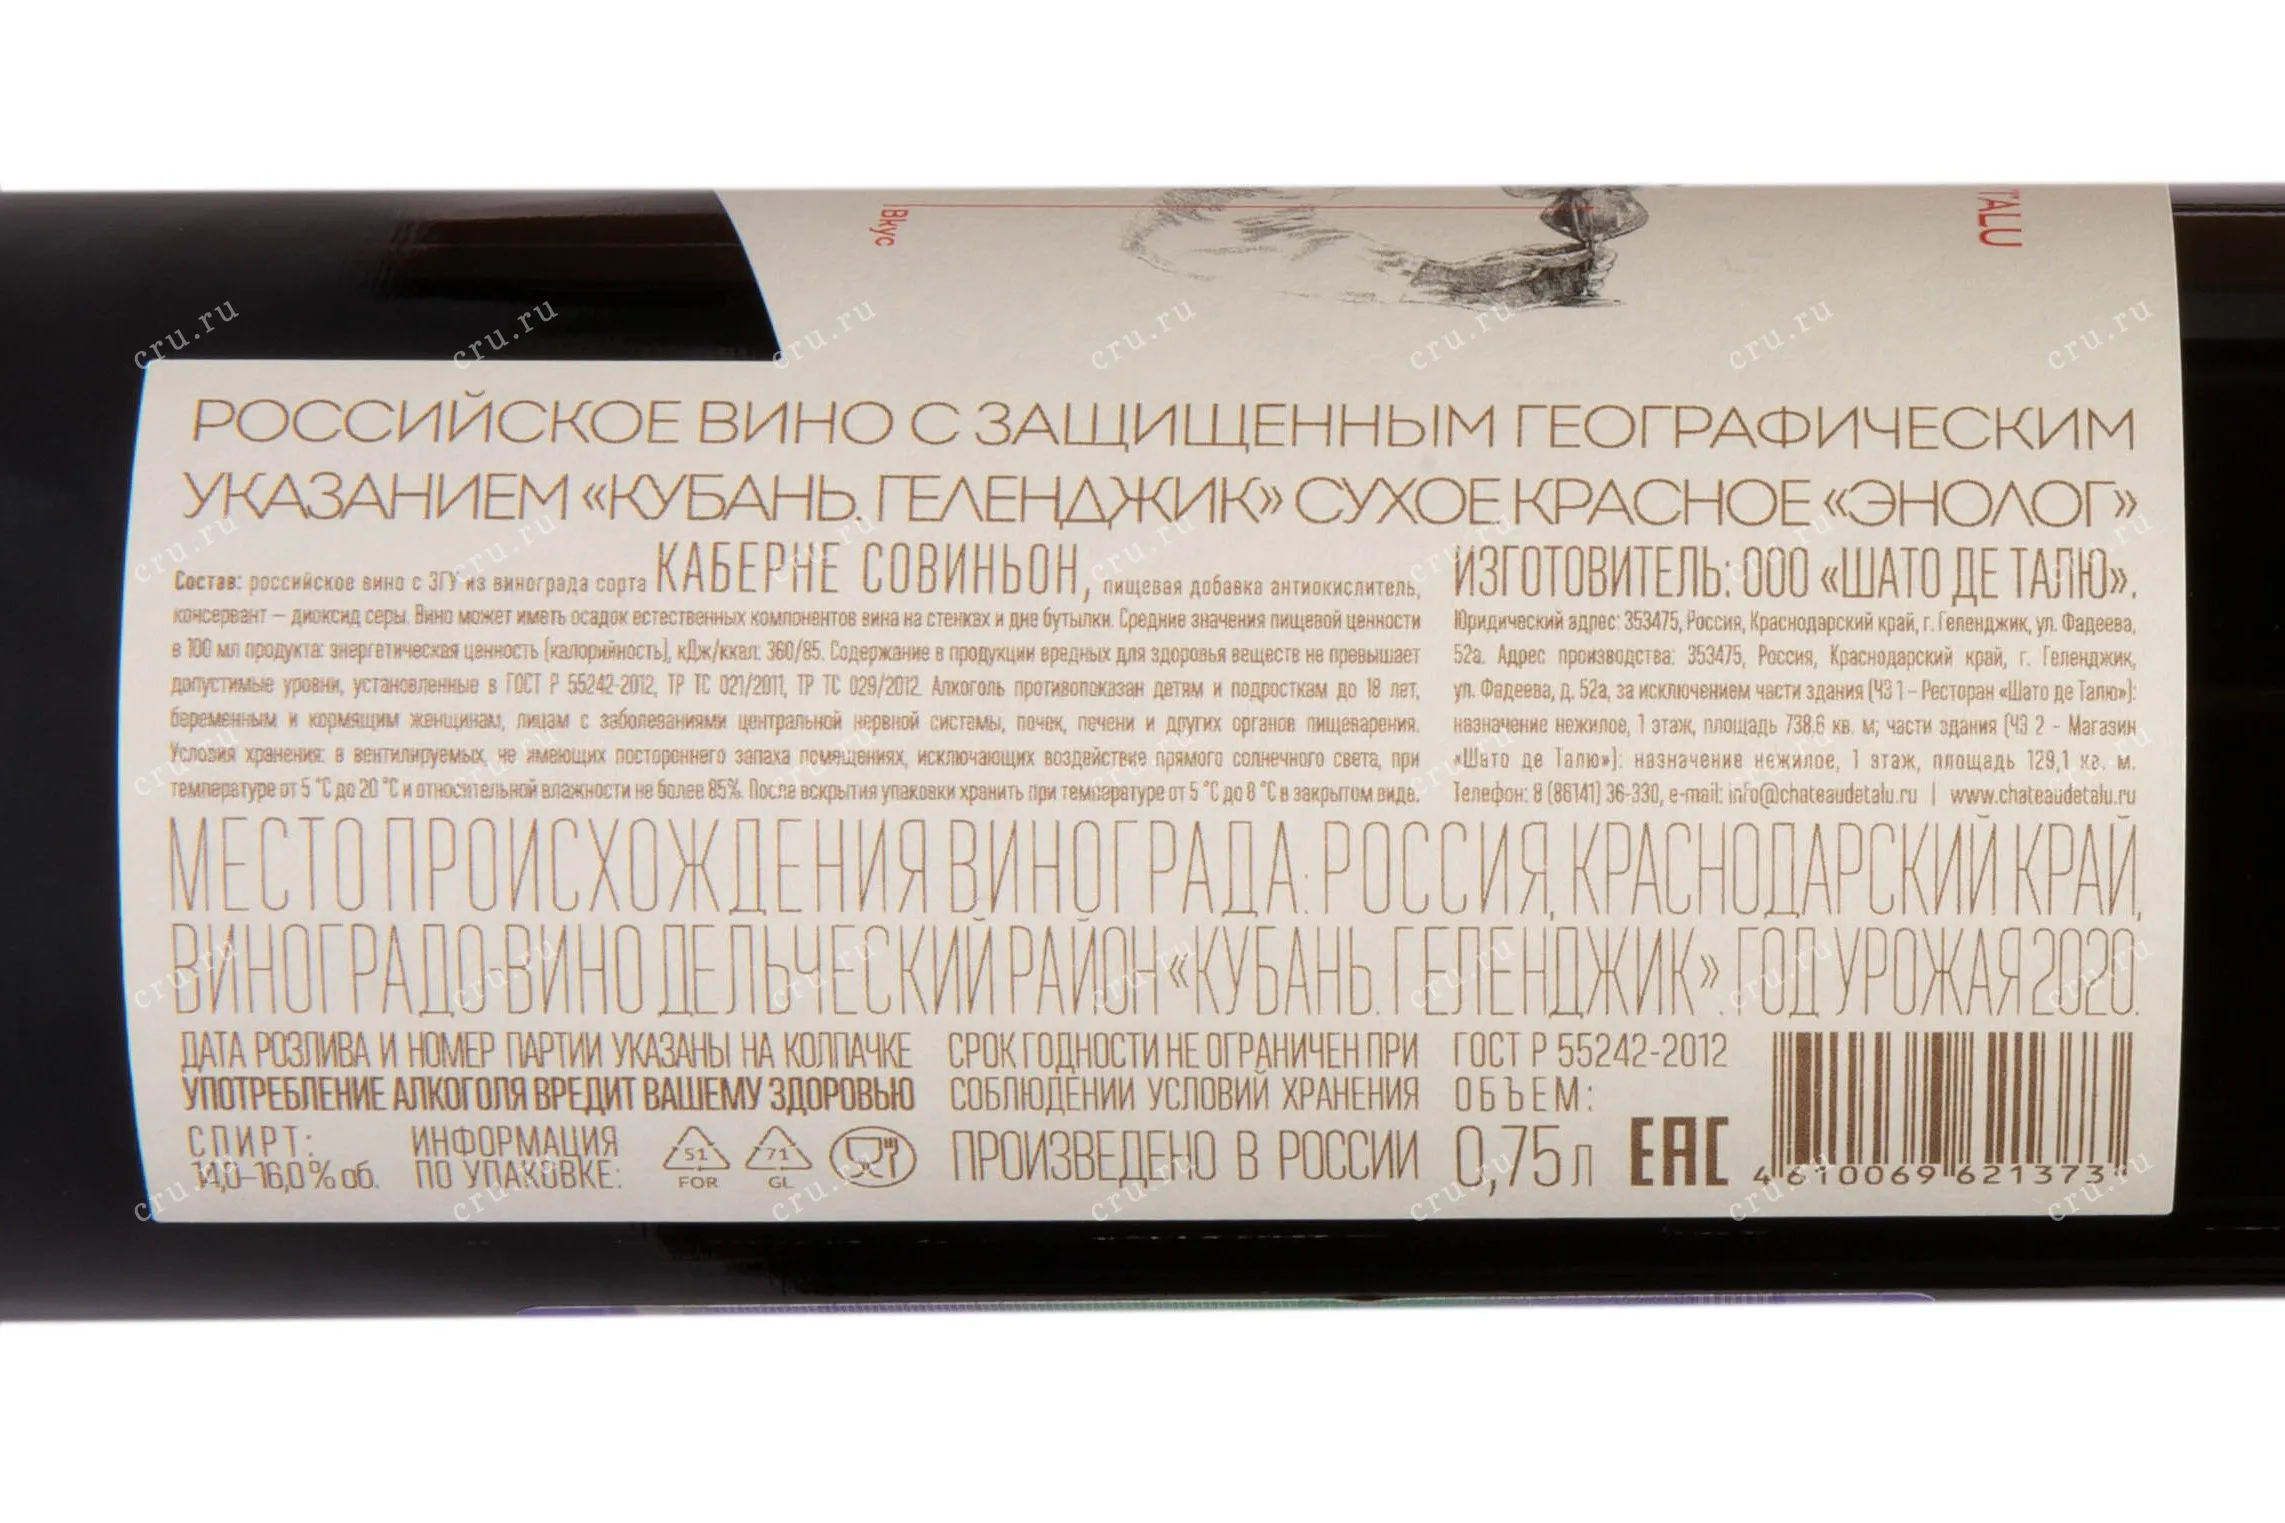 Вкус
TALU
РОССИЙСКОЕ ВИНО С ЗАЩИЩЕННЫМ ГЕОГРАФИЧЕСКИМ
УКАЗАНИЕМ «КУБАНЬ. ГЕЛЕНДЖИК» СУХОЕ КРАСНОЕ «ЭНОЛОГ»
Состав: российское вино с ЗГУ из винограда сорта КАБЕРНЕ СОВИНЬОН, пищевая добавка антиокислитель,
консервант — диоксид серы. Вино может иметь осадок естественных компонентов вина на стенках и дне бутылки. Средние значения пищевой ценности
в 100 мл продукта: энергетическая ценность (калорийность), кДж/ккал: 360/85. Содержание в продукции вредных для здоровья веществ не превышает
допустимые уровни, установленные в ГОСТ Р 55242-2012, ТР ТС 021/2011, ТР ТС 029/2012. Алкоголь противопоказан детям и подросткам до 18 лет,
беременным и кормящим женщинам, лицам с заболеваниями центральной нервной системы, почек, печени и других органов пищеварения.
Условия хранения: в вентилируемых, не имеющих постороннего запаха помещениях, исключающих воздействие прямого солнечного света, при
температуре от 5 °С до 20 °С и относительной влажности не более 85%. После вскрытия упаковки хранить при температуре от 5 °С до 8 °С в закрытом виде.
ИЗГОТОВИТЕЛЬ: ООО «ШАТО ДЕ ТАЛЮ».
Юридический адрес: 353475, Россия, Краснодарский край, г. Геленджик, ул. Фадеева,
52а. Адрес производства: 353475, Россия, Краснодарский край, г. Геленджик,
ул. Фадеева, д. 52а, за исключением части здания (ЧЗ 1 – Ресторан «Шато де Талю»):
назначение нежилое, 1 этаж, площадь 738.6 кв. м; части здания (ЧЗ 2 - Магазин
«Шато де Талю»): назначение нежилое, 1 этаж, площадь 129,1 кв. м.
Телефон: 8 (86141) 36-330, e-mail: info@chateaudetalu.ru | www.chateaudetalu.ru
МЕСТО ПРОИСХОЖДЕНИЯ ВИНОГРАДА: РОССИЯ, КРАСНОДАРСКИЙ КРАЙ,
ВИНОГРАДО-ВИНОДЕЛЬЧЕСКИЙ РАЙОН «КУБАНЬ. ГЕЛЕНДЖИК». ГОД УРОЖАЯ 2020.
ДАТА РОЗЛИВА И НОМЕР ПАРТИИ УКАЗАНЫ НА КОЛПАЧКЕ
УПОТРЕБЛЕНИЕ АЛКОГОЛЯ ВРЕДИТ ВАШЕМУ ЗДОРОВЬЮ
СПИРТ:
14,0–16,0 % об.
ИНФОРМАЦИЯ
ПО УПАКОВКЕ:
51
FOR
71
GL
СРОК ГОДНОСТИ НЕ ОГРАНИЧЕН ПРИ
СОБЛЮДЕНИИ УСЛОВИЙ ХРАНЕНИЯ
ПРОИЗВЕДЕНО В РОССИИ
ГОСТ Р 55242-2012
ОБЪЕМ:
0,75 л
ЕАС
4 610069 621373
cru.ru